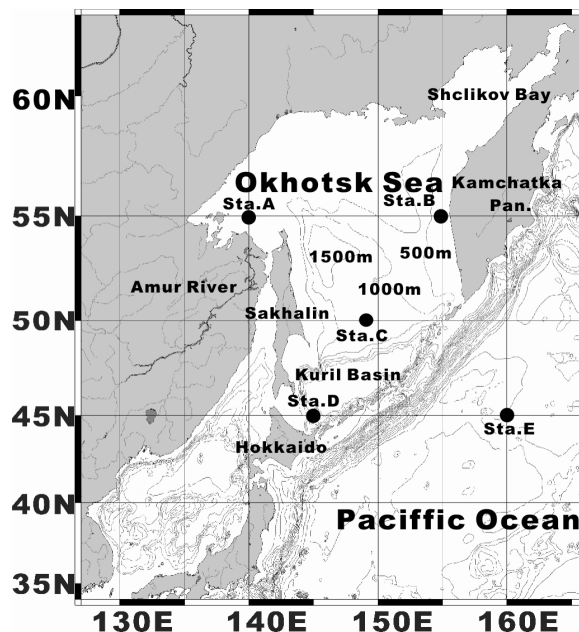 60N
Shclikov Bay
Okhotsk Sea
Kamchatka
Pan.
Sta.A
Sta.B
55N
1500m
500m
Amur River
1000m
Sakhalin
50N
Sta.C
Kuril Basin
Sta.D
45N
Sta.E
Hokkaido
40N
Paciffic Ocean
35N
130E
140E
150E
160E